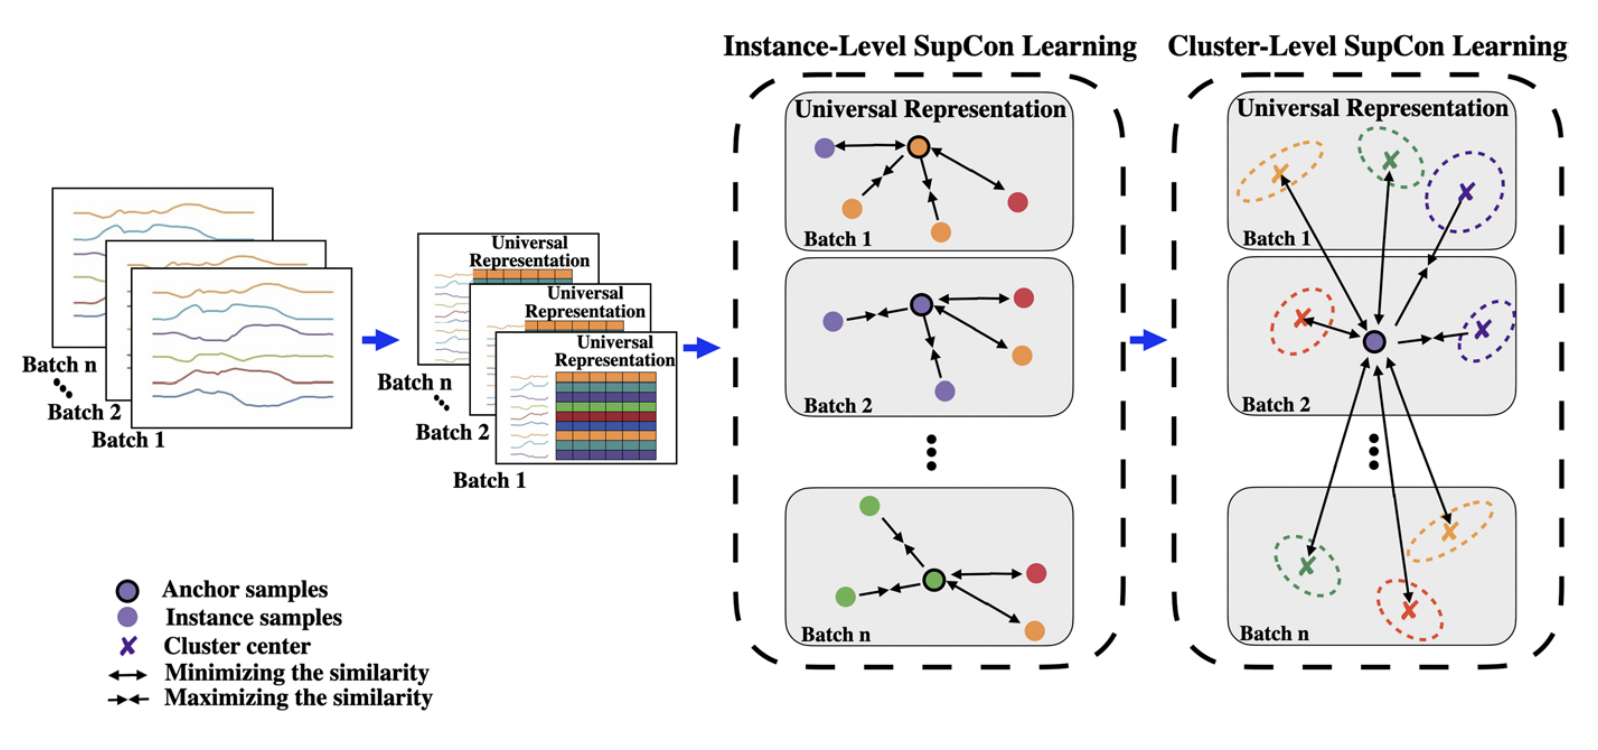 Instance-Level SupCon Learning
Cluster-Level SupCon Learning
Universal Representation
Batch 1
Batch 2
Batch n
Universal Representation
Batch 1
Batch 2
Batch n
Batch n
Batch 2
Batch 1
Universal
Representation
Universal
Representation
Universal
Representation
Batch n
Batch 2
Batch 1
Anchor samples
Instance samples
Cluster center
Minimizing the similarity
Maximizing the similarity